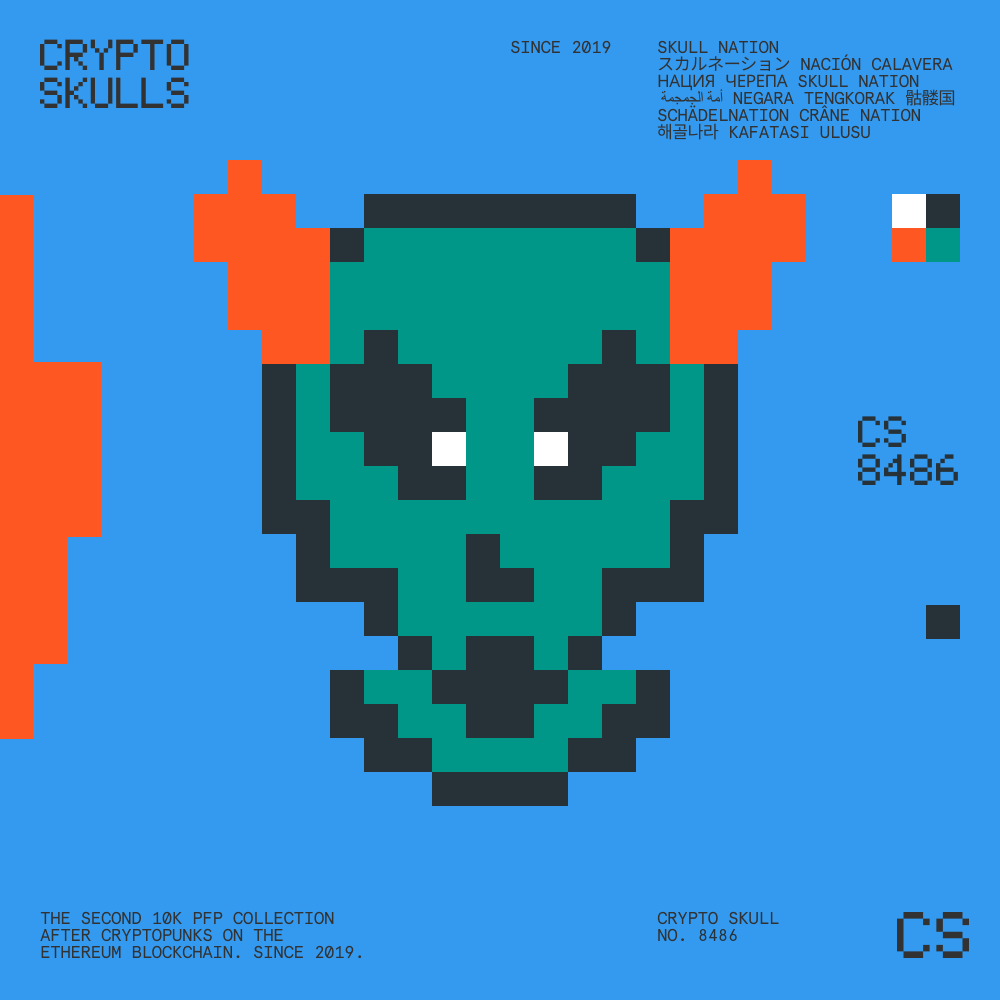 CRYPTO
SKULLS
SINCE 2019
SKULL NATION
スカルネーション NACIÓN CALAVERA
НАЦИЯ ЧЕРЕПА SKULL NATION
أمة الجمجمة NEGARA TENGKORAK 骷髅国
SCHÄDELNATION CRÂNE NATION
해골나라 KAFATASI ULUSU
CS
8486
THE SECOND 10K PFP COLLECTION
AFTER CRYPTOPUNKS ON THE
ETHEREUM BLOCKCHAIN. SINCE 2019.
CRYPTO SKULL
NO. 8486
CS